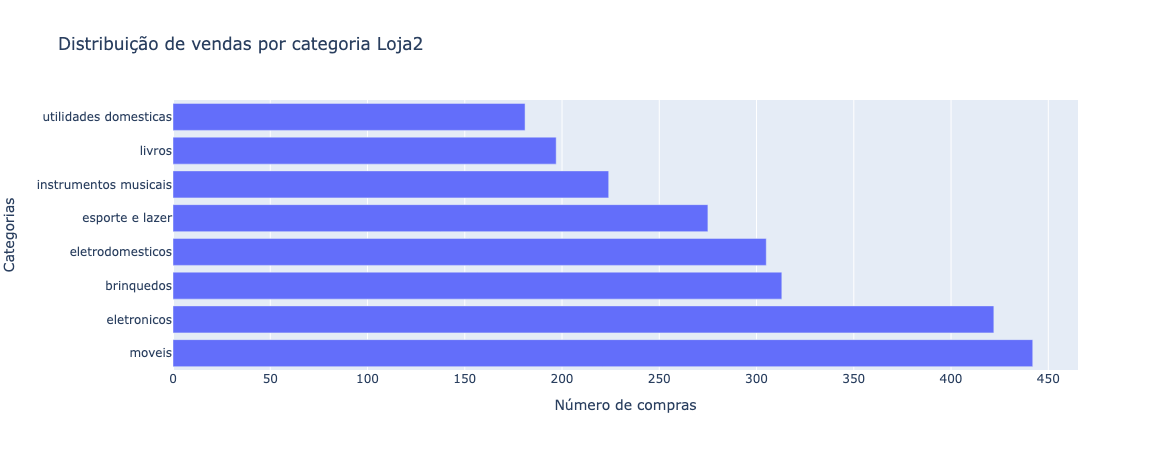 Distribuição de vendas por categoria Loja2
Categorias
utilidades domesticas
livros
instrumentos musicais
esporte e lazer
eletrodomesticos
brinquedos
eletronicos
moveis
0 50 100 150 200 250 300 350 400 450
Número de compras